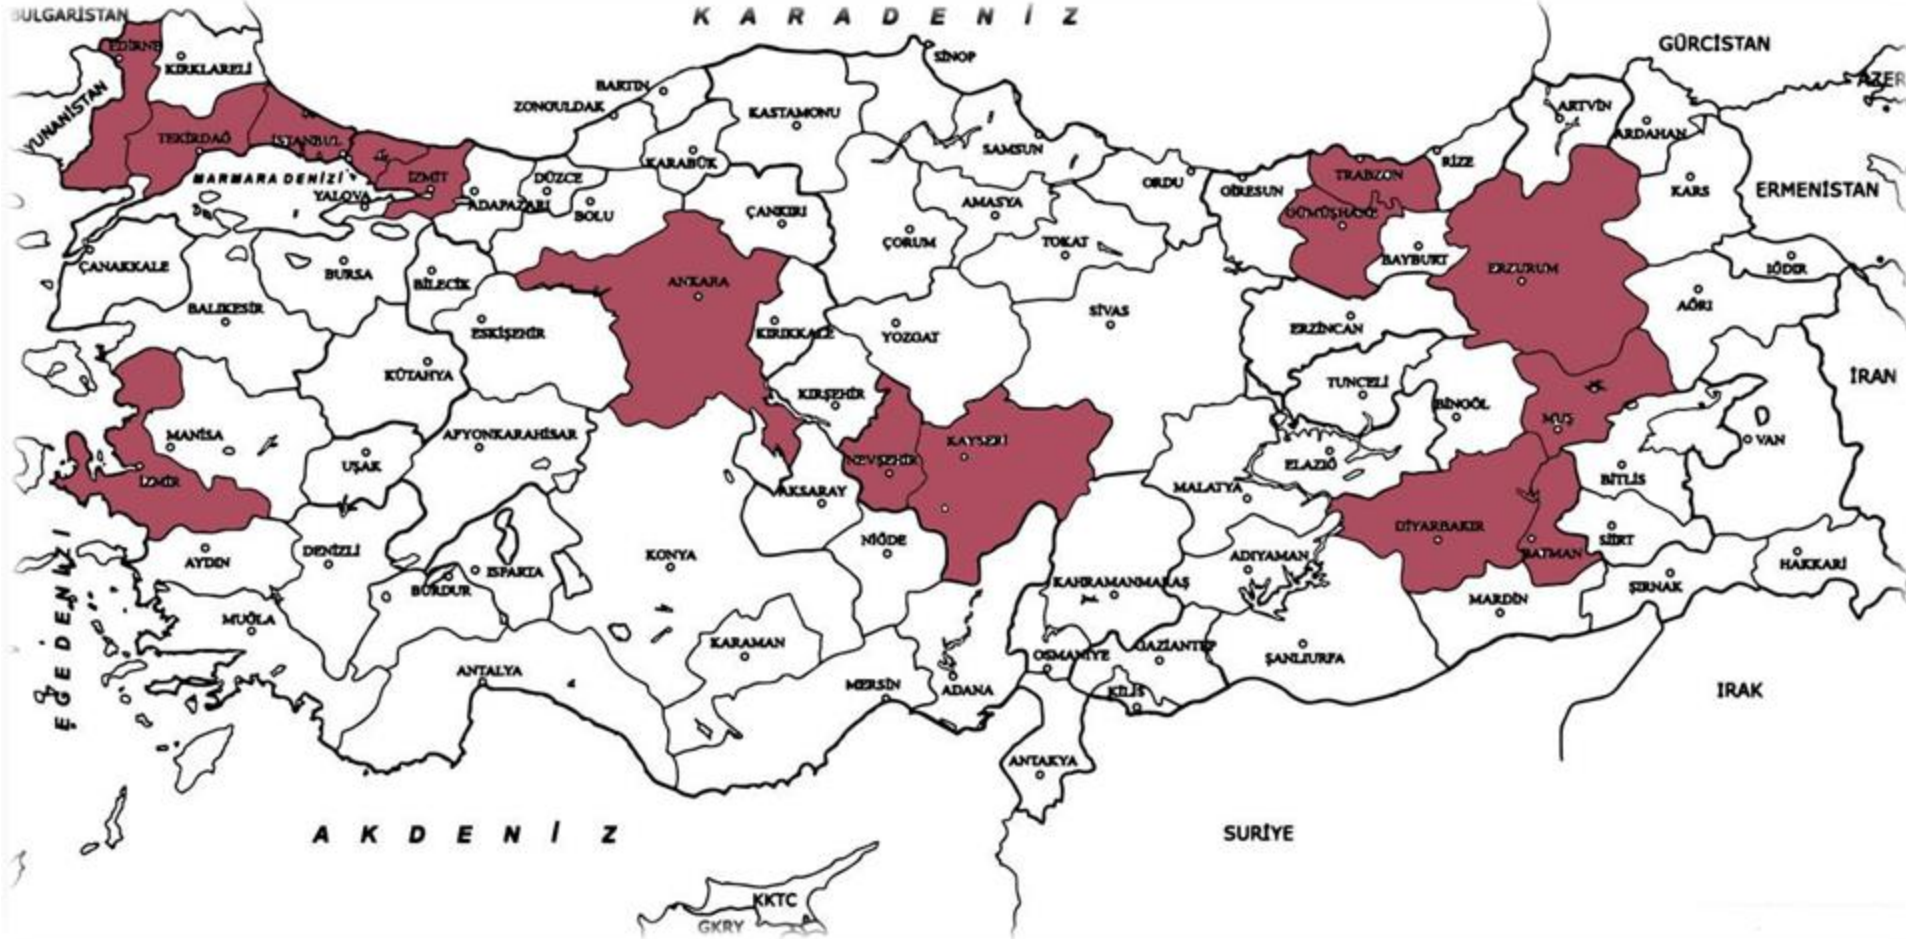 BULGARİSTAN
K A R A D E N İ Z
GÜRCİSTAN
EDİRNE
KIRKLARELİ
SİNOP
AZER
YUNANİSTAN
BARTIN
ZONGULDAK
KASTAMONU
ARTVİN
ARDAHAN
TEKİRDAĞ
İSTANBUL
KARABÜK
SAMSUN
RİZE
MARMARA DENİZİ
İZMİT
DÜZCE
TRABZON
KARS
ERMENİSTAN
YALOVA
ADAPAZARI
BOLU
ÇANKIRI
AMASYA
ORDU
GİRESUN
GÜMÜŞHANE
ÇORUM
TOKAT
BAYBURT
ÇANAKKALE
BURSA
BİLECİK
ANKARA
ERZURUM
IĞDIR
BALIKESİR
ESKİŞEHİR
KIRIKKALE
YOZGAT
SİVAS
ERZİNCAN
AĞRI
KÜTAHYA
KIRŞEHİR
TUNCELİ
BİNGÖL
MUŞ
İRAN
MANİSA
AFYONKARAHİSAR
UŞAK
NEVŞEHİR
KAYSERİ
ELAZIĞ
VAN
İZMİR
AKSARAY
MALATYA
BİTLİS
EGEDENİZİ
AYDIN
DENİZLİ
ISPARTA
BURDUR
KONYA
NİĞDE
ADIYAMAN
DİYARBAKIR
BATMAN
SİİRT
HAKKARİ
KAHRAMANMARAŞ
MARDİN
ŞIRNAK
MUĞLA
KARAMAN
OSMANİYE
GAZİANTEP
ŞANLIURFA
ANTALYA
MERSİN
ADANA
KİLİS
IRAK
ANTAKYA
A K D E N İ Z
SURİYE
KKTC
GKRY